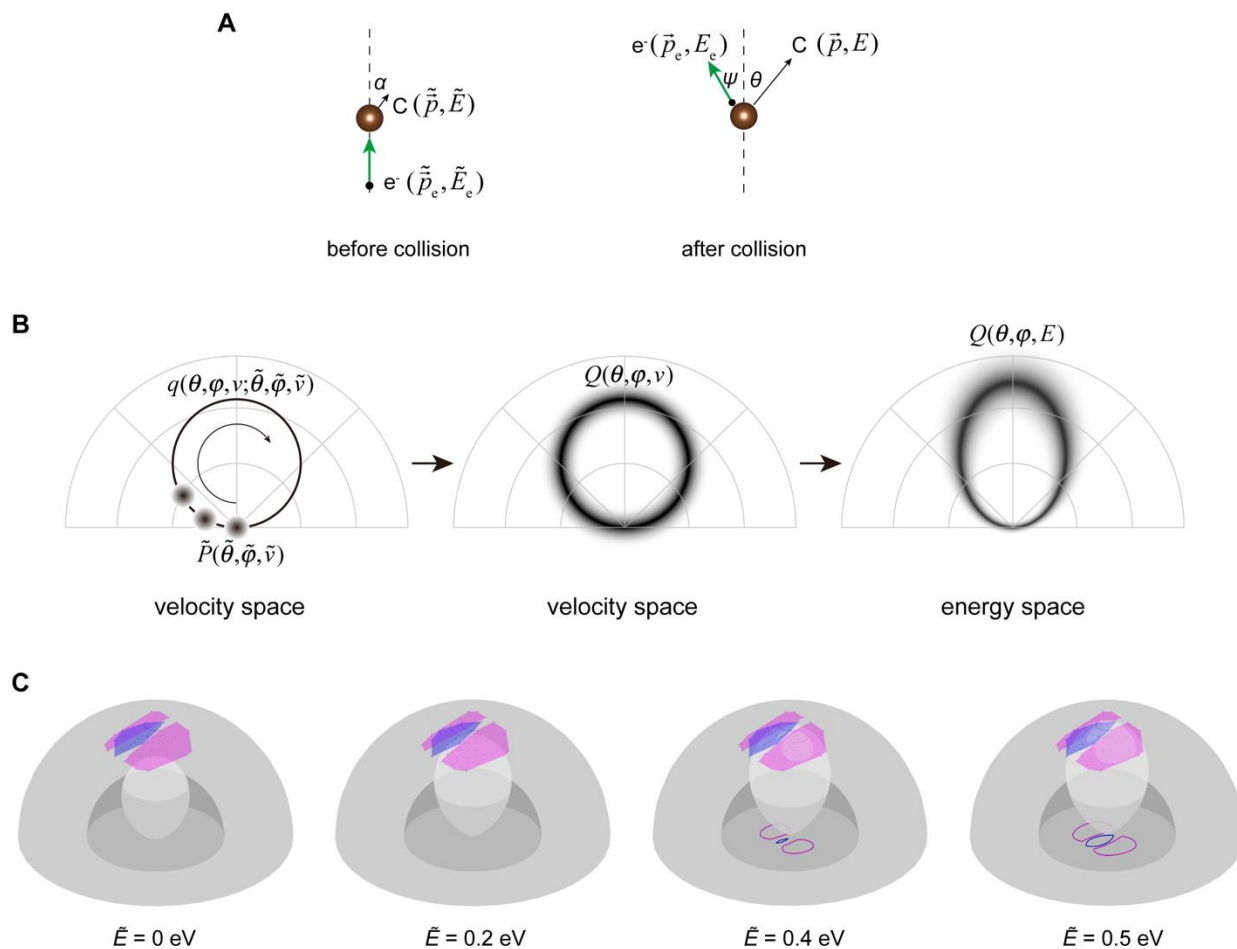 A
α
C (p̃⃗, Ẽ)
e⁻ (p̃⃗ₑ, Ẽₑ)
before collision
e⁻ (p⃗ₑ, Eₑ)
ψ
θ
C (p⃗, E)
after collision
B
q(θ,φ,v;θ̃,φ̃,ṽ)
P̃(θ̃,φ̃,ṽ)
velocity space
Q(θ,φ,v)
velocity space
Q(θ,φ,E)
energy space
C
Ẽ = 0 eV
Ẽ = 0.2 eV
Ẽ = 0.4 eV
Ẽ = 0.5 eV